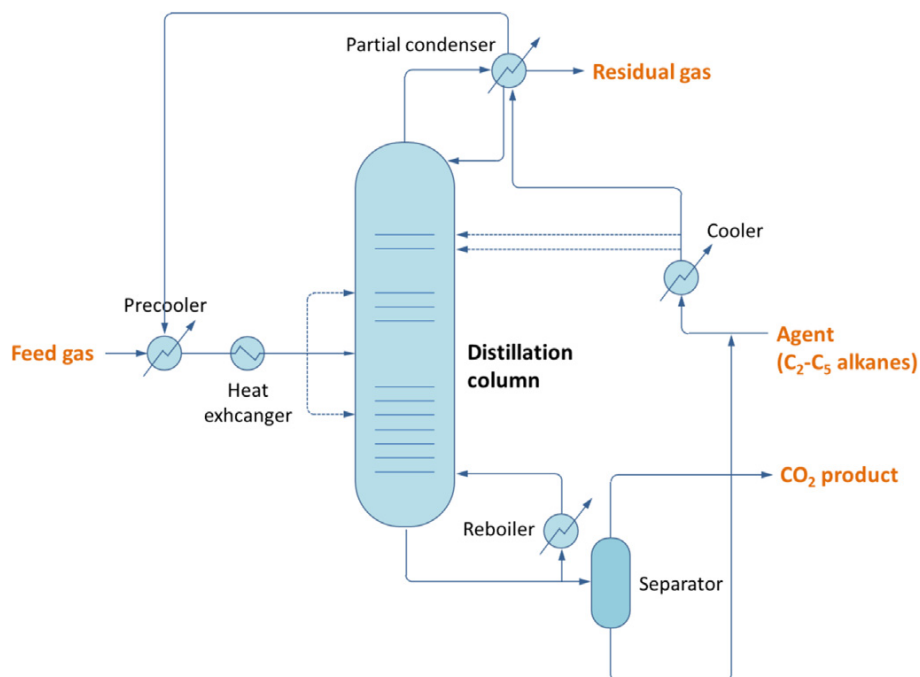 Partial condenser
Residual gas
Cooler
Precooler
Feed gas
Agent
(C₂-C₅ alkanes)
Distillation
column
Heat
exhcanger
CO₂ product
Reboiler
Separator